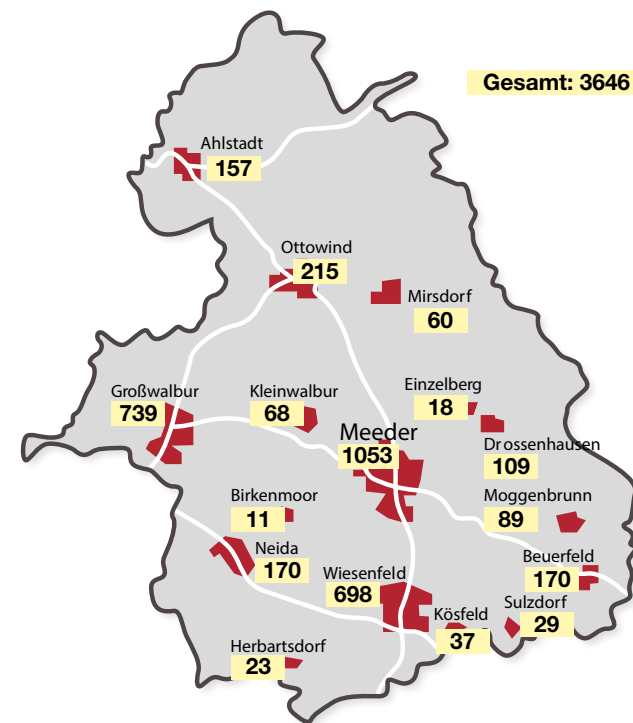 Gesamt: 3646
Ahlstadt
157
Ottowind
215
Mirsdorf
60
Großwalbur
739
Kleinwalbur
68
Einzelberg
18
Meeder
1053
Drossenhausen
109
Birkenmoor
11
Moggenbrunn
89
Neida
170
Wiesenfeld
698
Beuerfeld
170
Sulzdorf
29
Kösfeld
37
Herbartsdorf
23